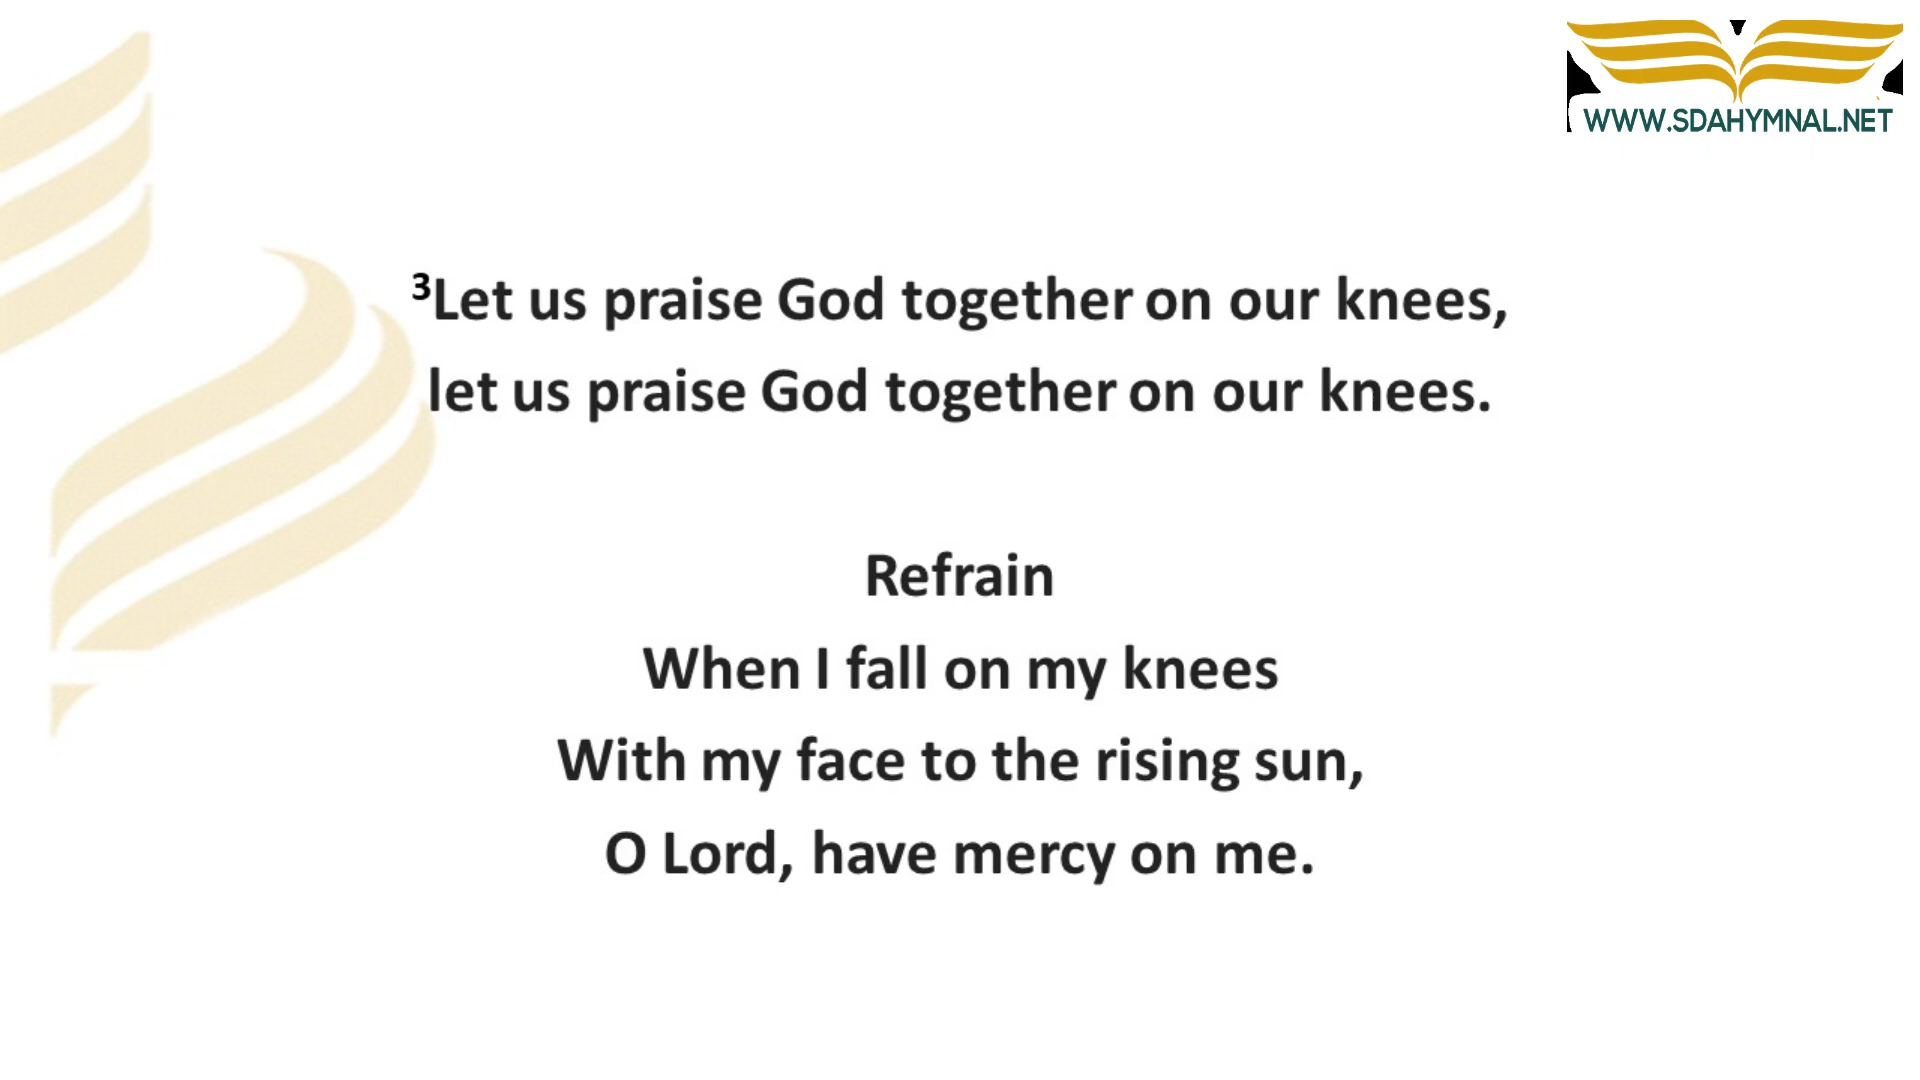 WWW.SDAHYMNAL.NET
³Let us praise God together on our knees,
let us praise God together on our knees.
Refrain
When I fall on my knees
With my face to the rising sun,
O Lord, have mercy on me.